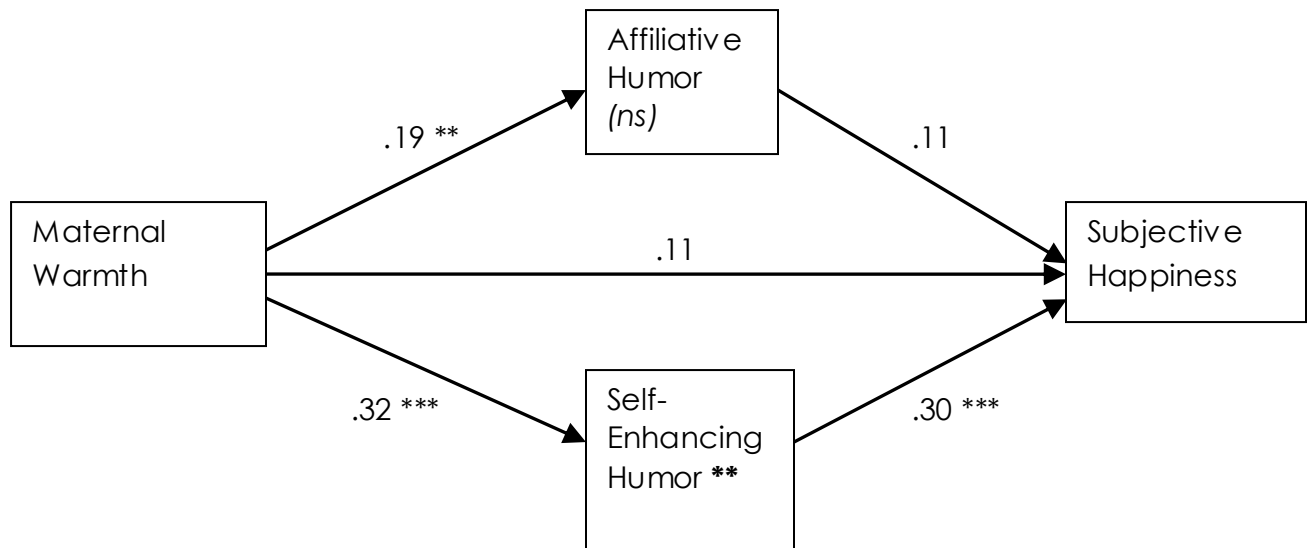 Affiliative
Humor
(ns)
.19 **
.11
Maternal
Warmth
.11
Subjective
Happiness
.32 ***
Self-
Enhancing
Humor **
.30 ***